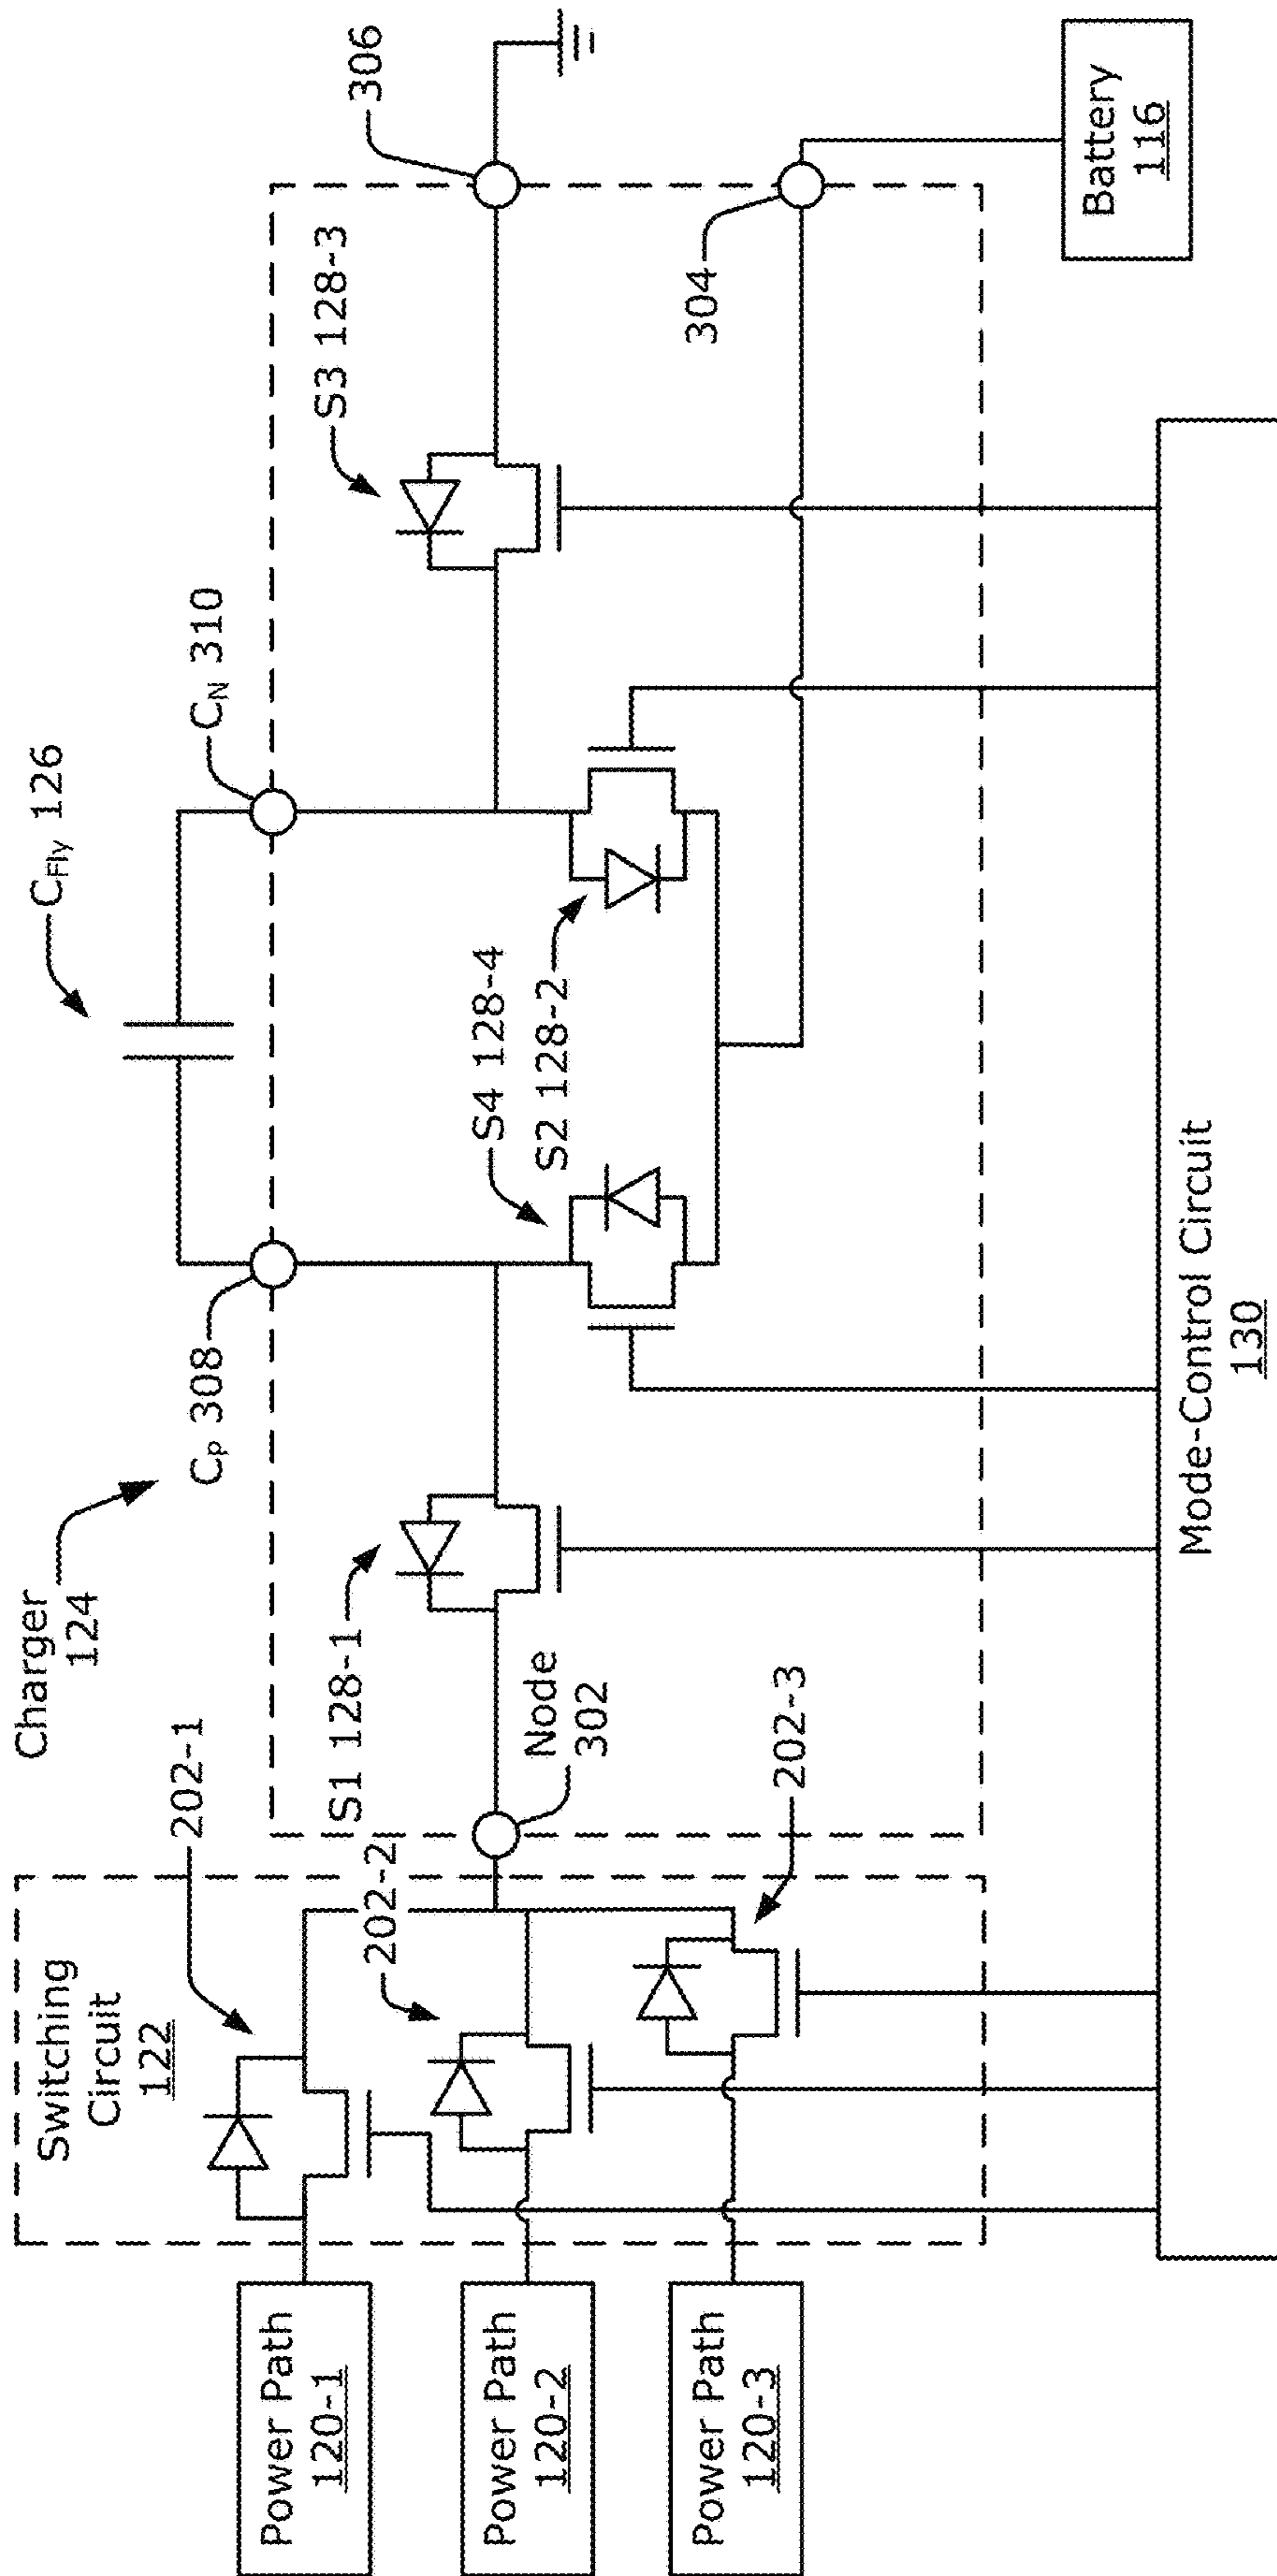 Charger
124
C_Fly 126
C_P 308
C_N 310
Switching
Circuit
122
202-1
S1 128-1
S3 128-3
306
202-2
Node
302
S4 128-4
S2 128-2
304
202-3
Power Path
120-1
Power Path
120-2
Power Path
120-3
Battery
116
Mode-Control Circuit
130